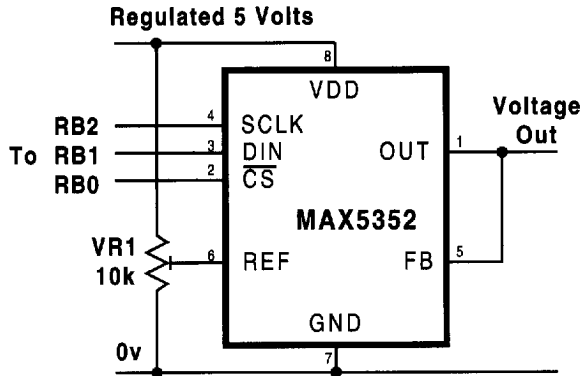 Regulated 5 Volts
8
VDD
Voltage
Out
RB2
4
SCLK
To RB1
3
DIN
OUT
1
RB0
2
CS
MAX5352
VR1
10k
6
REF
FB
5
GND
0v
7